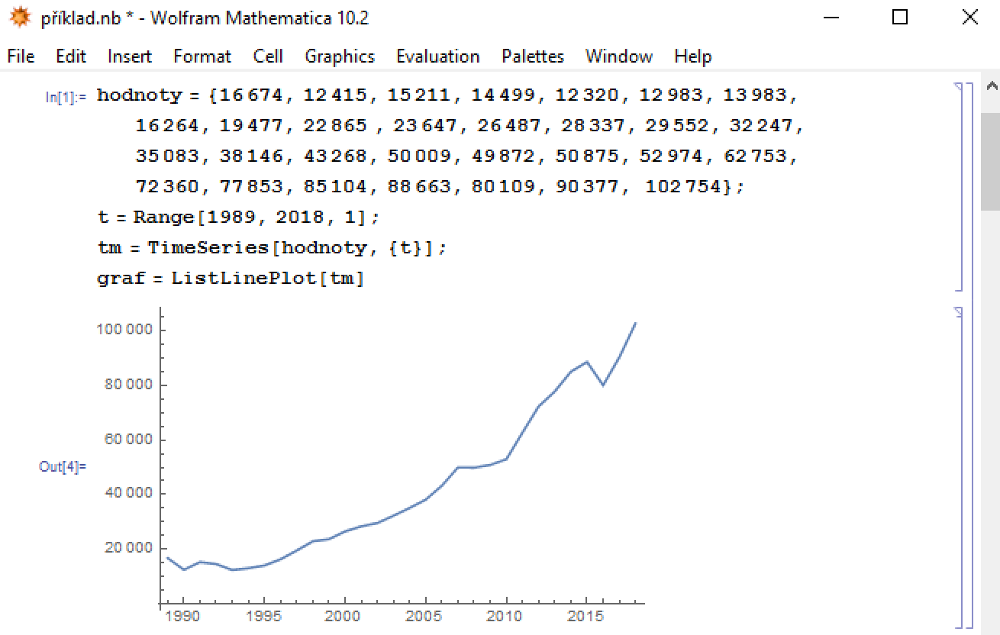 příklad.nb * - Wolfram Mathematica 10.2
File Edit Insert Format Cell Graphics Evaluation Palettes Window Help
In[1]:= hodnoty = {16 674, 12 415, 15 211, 14 499, 12 320, 12 983, 13 983,
16 264, 19 477, 22 865 , 23 647, 26 487, 28 337, 29 552, 32 247,
35 083, 38 146, 43 268, 50 009, 49 872, 50 875, 52 974, 62 753,
72 360, 77 853, 85 104, 88 663, 80 109, 90 377, 102 754};
t = Range[1989, 2018, 1];
tm = TimeSeries[hodnoty, {t}];
graf = ListLinePlot[tm]
100 000
80 000
60 000
Out[4]=
40 000
20 000
1990 1995 2000 2005 2010 2015